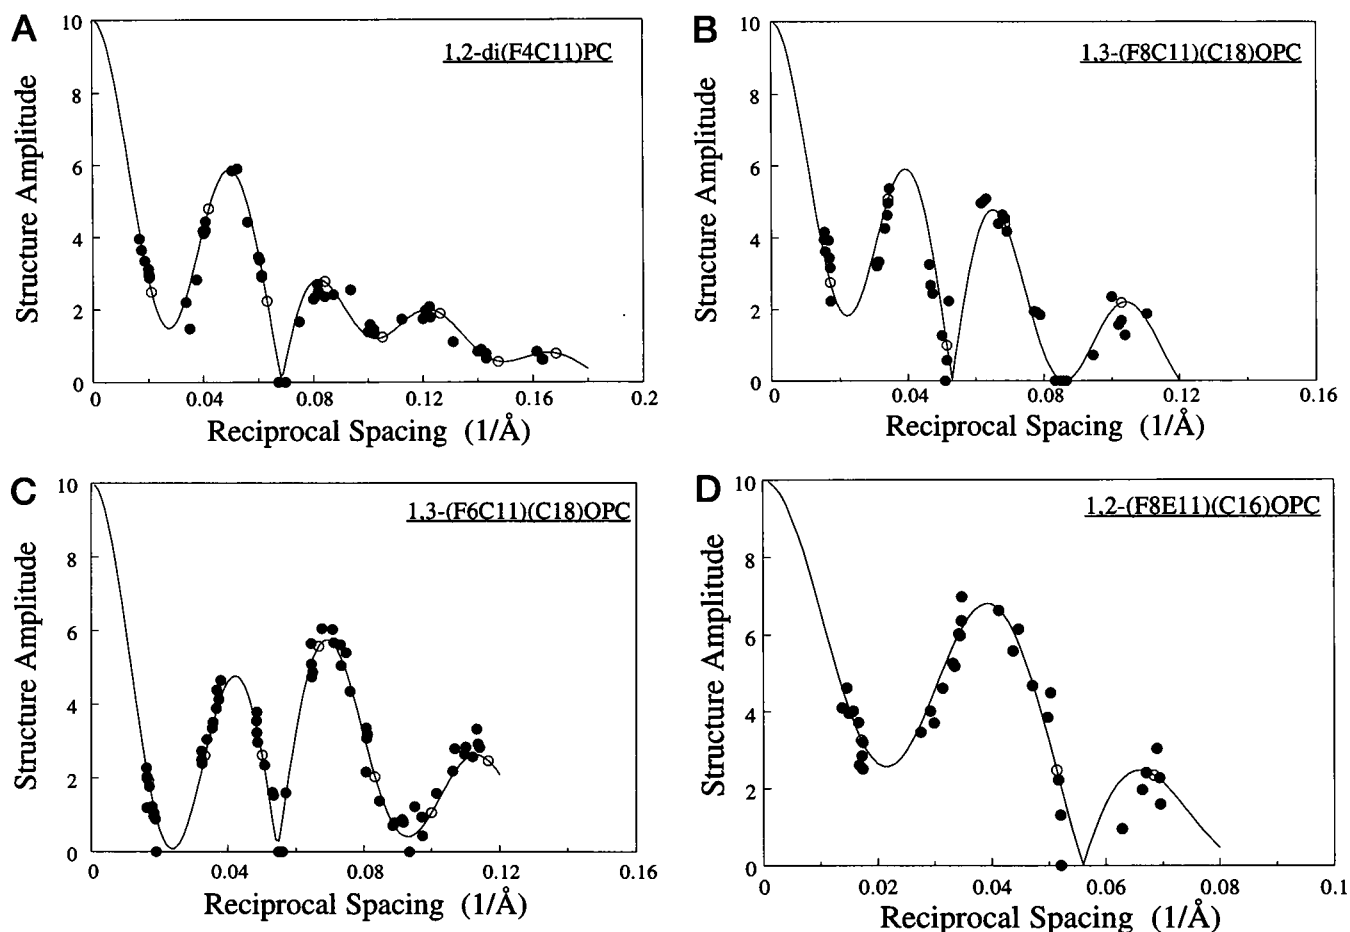 A
10
8
6
4
2
0
Structure Amplitude
1,2-di(F4C11)PC
0 0.04 0.08 0.12 0.16 0.2
Reciprocal Spacing (1/Å)
B
10
8
6
4
2
0
Structure Amplitude
1,3-(F8C11)(C18)OPC
0 0.04 0.08 0.12 0.16
Reciprocal Spacing (1/Å)
C
10
8
6
4
2
0
Structure Amplitude
1,3-(F6C11)(C18)OPC
0 0.04 0.08 0.12 0.16
Reciprocal Spacing (1/Å)
D
10
8
6
4
2
0
Structure Amplitude
1,2-(F8E11)(C16)OPC
0 0.02 0.04 0.06 0.08 0.1
Reciprocal Spacing (1/Å)